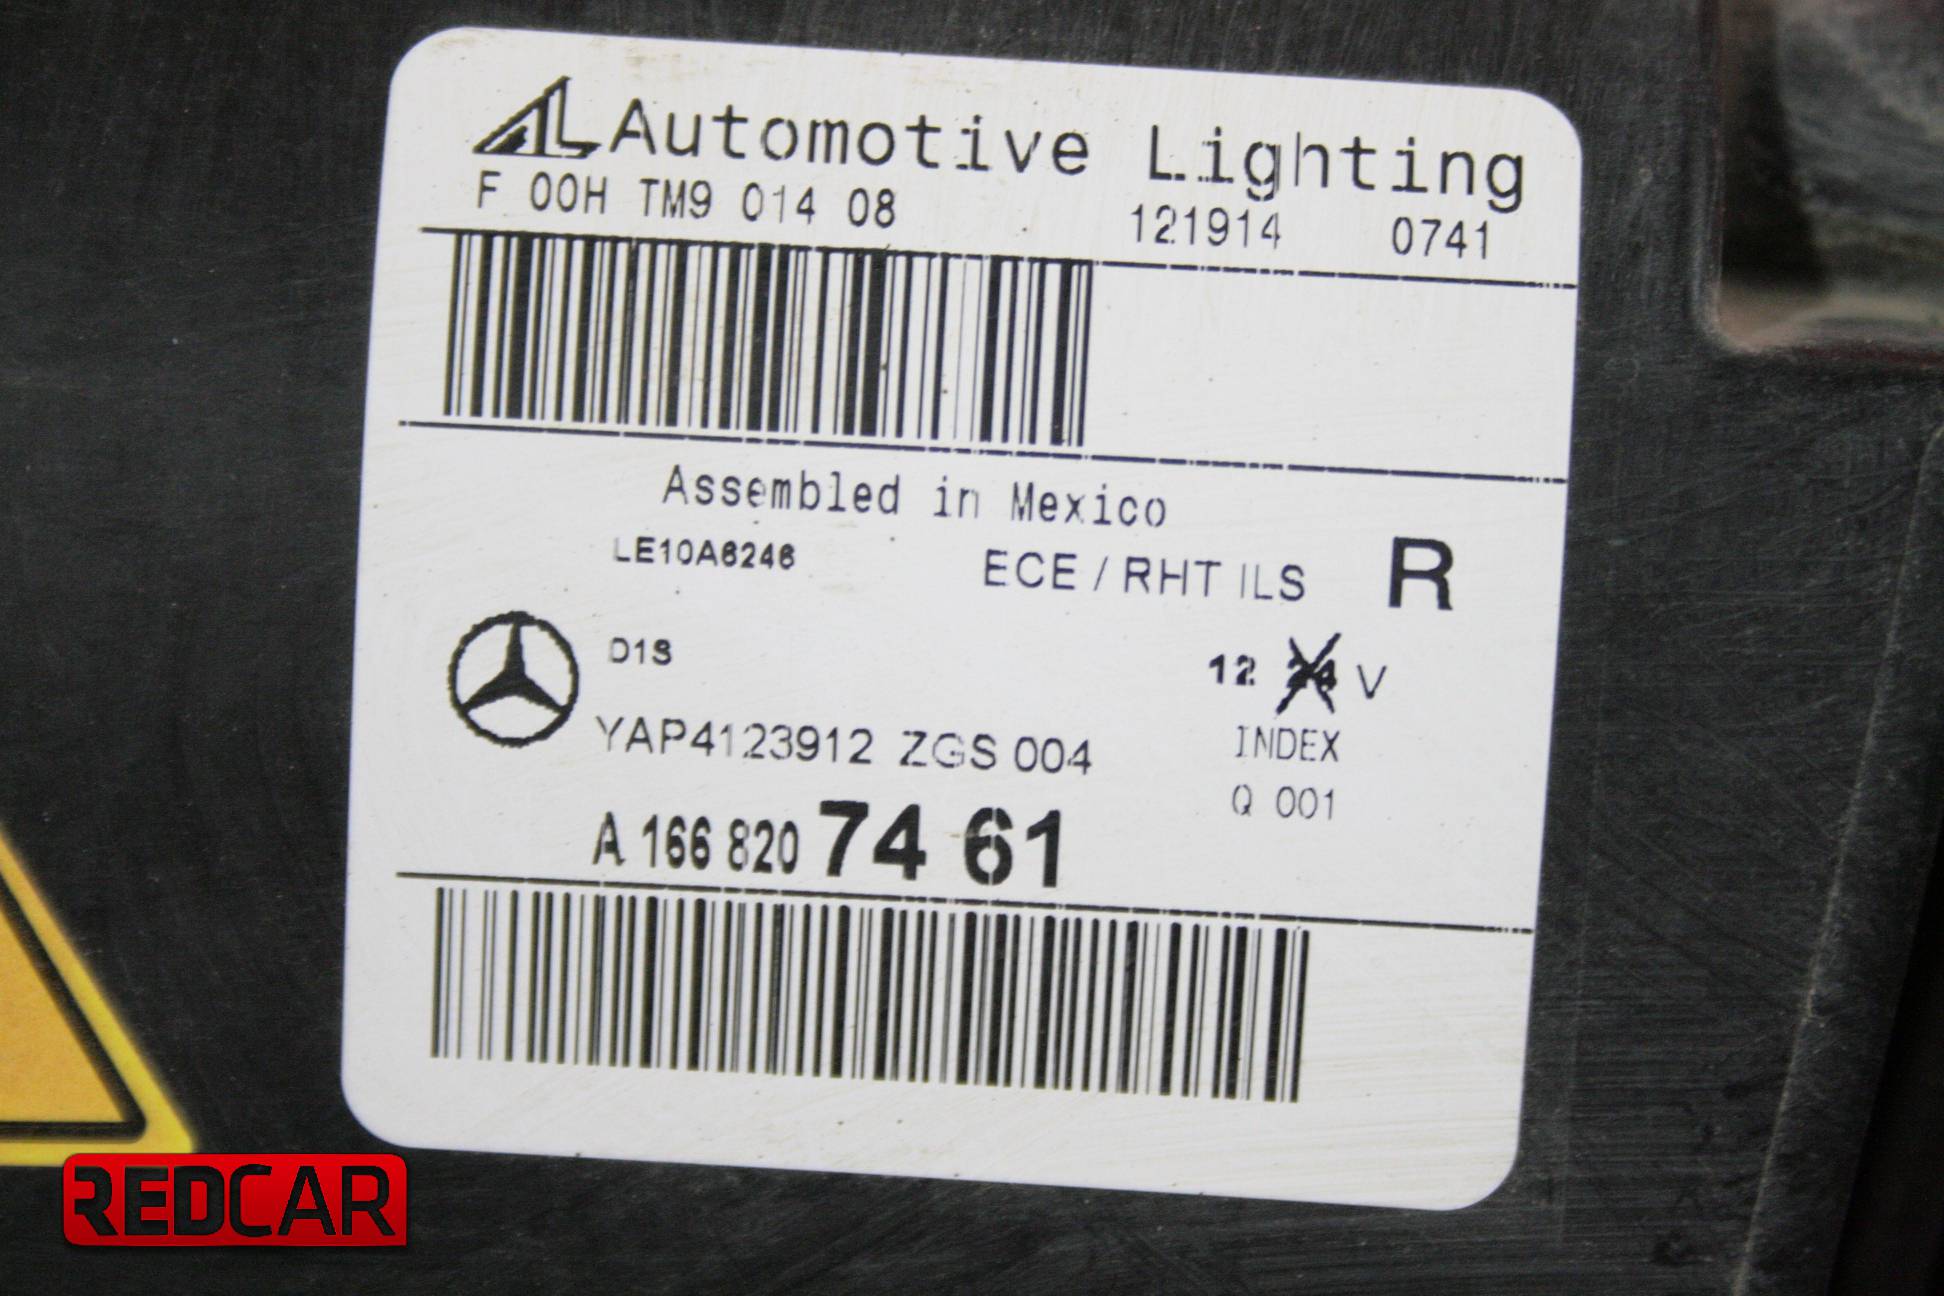 AL Automotive Lighting
F 00H TM9 014 08 121914 0741
Assembled in Mexico
LE10A6246 ECE / RHT ILS R
D1S 12 24 V
YAP4123912 ZGS 004 INDEX
Q 001
A 166 820 74 61
REDCAR